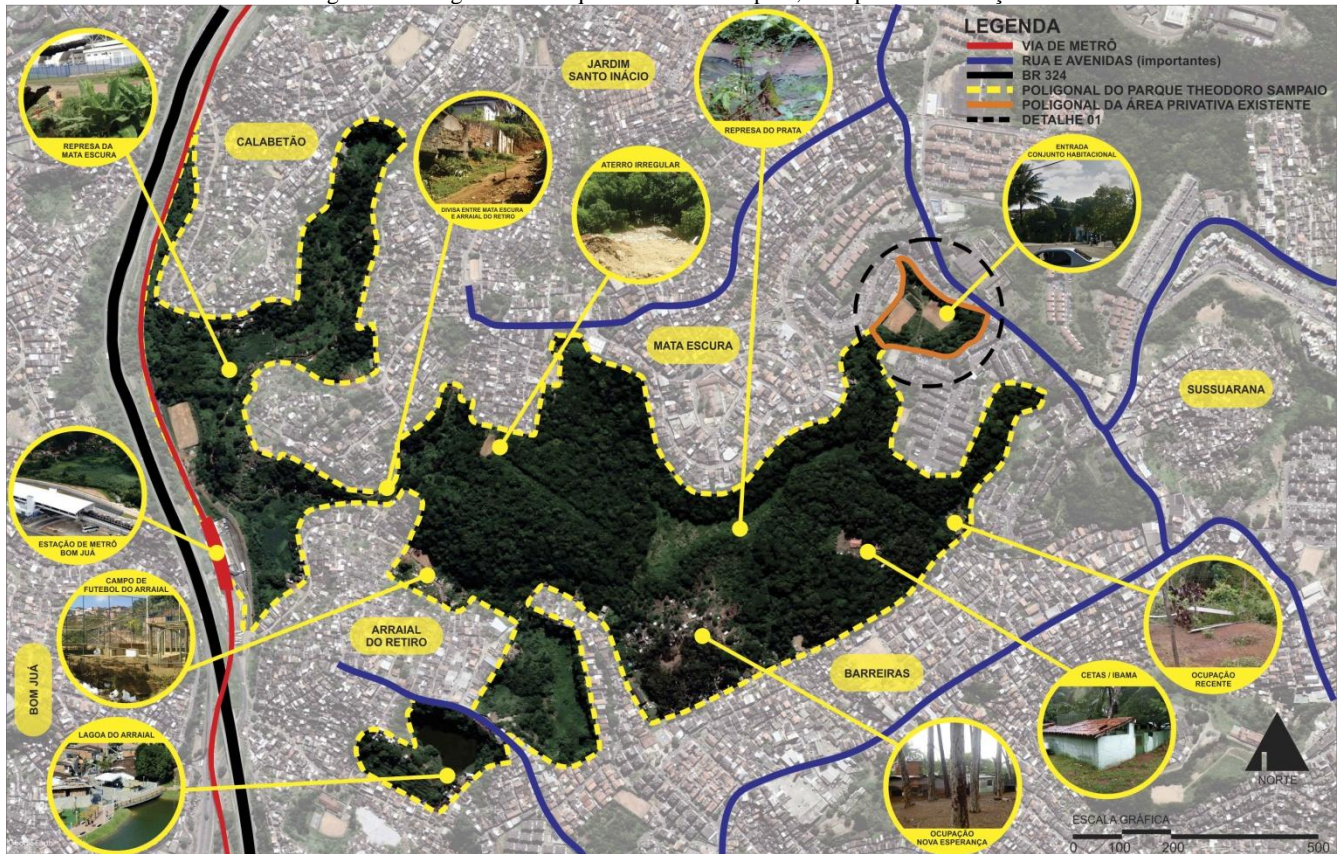 LEGENDA
VIA DE METRÔ
RUA E AVENIDAS (importantes)
BR 324
POLIGONAL DO PARQUE THEODORO SAMPAIO
POLIGONAL DA ÁREA PRIVATIVA EXISTENTE
DETALHE 01
REPRESA DA
MATA ESCURA
CALABETÃO
JARDIM
SANTO INÁCIO
DIVISA ENTRE MATA ESCURA
E ARRAIAL DO RETIRO
ATERRO IRREGULAR
REPRESA DO PRATA
ENTRADA
CONJUNTO HABITACIONAL
MATA ESCURA
SUSSUARANA
ESTAÇÃO DE METRÔ
BOM JUÁ
CAMPO DE
FUTEBOL DO ARRAIAL
BOM JUÁ
ARRAIAL
DO RETIRO
LAGOA DO ARRAIAL
BARREIRAS
OCUPAÇÃO
NOVA ESPERANÇA
CETAS / IBAMA
OCUPAÇÃO
RECENTE
NORTE
ESCALA GRÁFICA
0 100 200 500